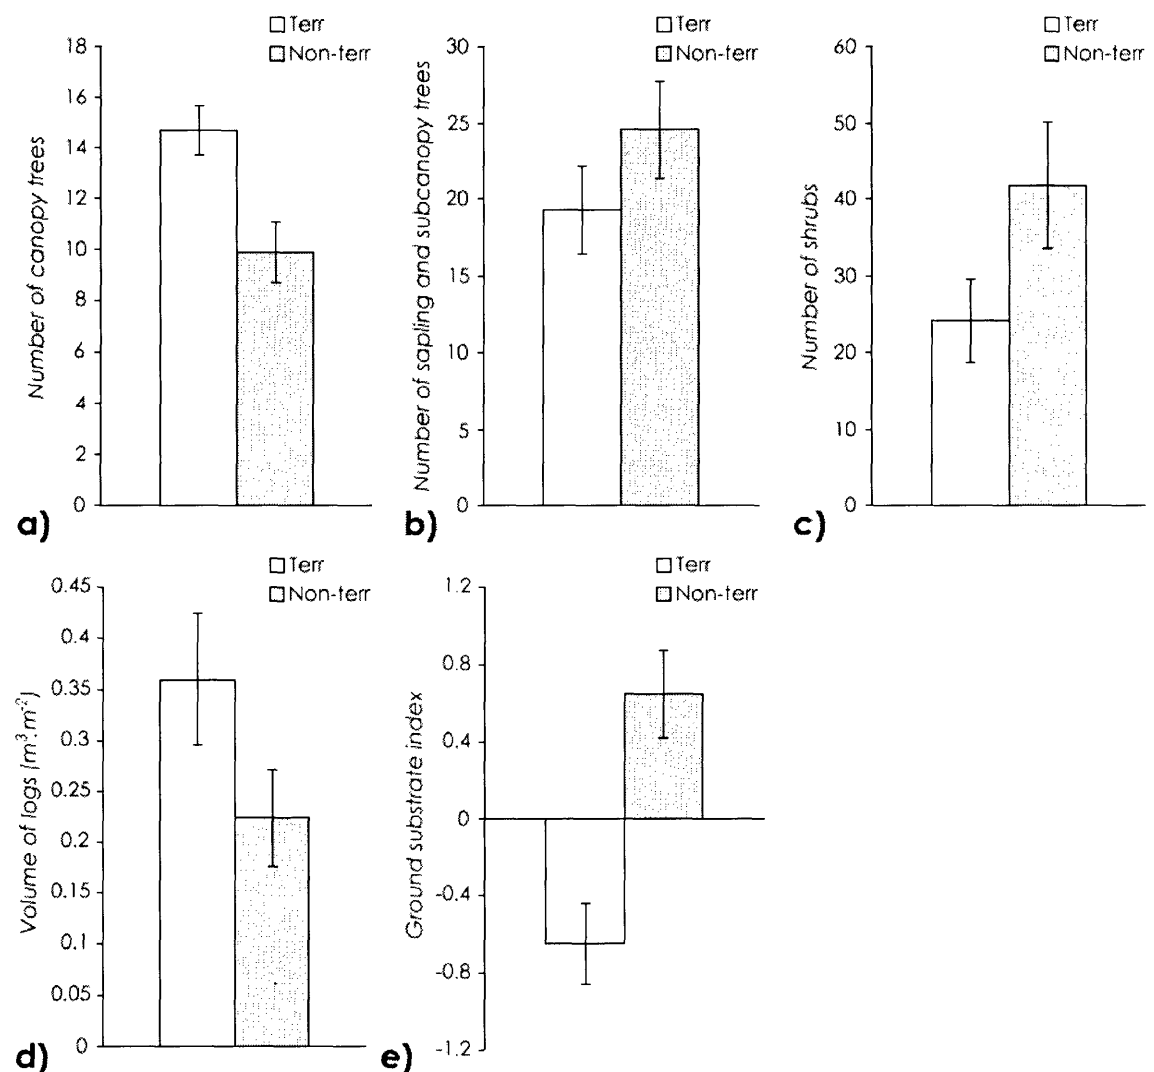 Terr
Non-terr
18
16
14
12
10
8
6
4
2
0
Number of canopy trees
a)
Terr
Non-terr
30
25
20
15
10
5
0
Number of sapling and subcanopy trees
b)
Terr
Non-terr
60
50
40
30
20
10
0
Number of shrubs
c)
Terr
Non-terr
0.45
0.4
0.35
0.3
0.25
0.2
0.15
0.1
0.05
0
Volume of logs (m³.m⁻²)
d)
Terr
Non-terr
1.2
0.8
0.4
0
-0.4
-0.8
-1.2
Ground substrate index
e)